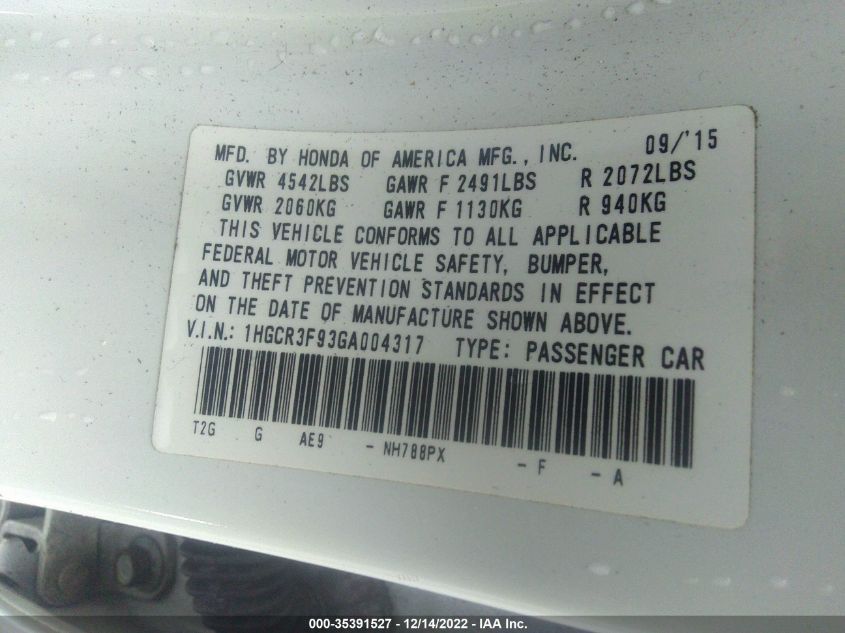 MFD. BY HONDA OF AMERICA MFG., INC. 09/'15
GVWR 4542LBS GAWR F 2491LBS R 2072LBS
GVWR 2060KG GAWR F 1130KG R 940KG
THIS VEHICLE CONFORMS TO ALL APPLICABLE
FEDERAL MOTOR VEHICLE SAFETY, BUMPER,
AND THEFT PREVENTION STANDARDS IN EFFECT
ON THE DATE OF MANUFACTURE SHOWN ABOVE.
V.I.N.: 1HGCR3F93GA004317 TYPE: PASSENGER CAR
T2G G AE9 - NH788PX - F - A
000-35391527 - 12/14/2022 - IAA Inc.